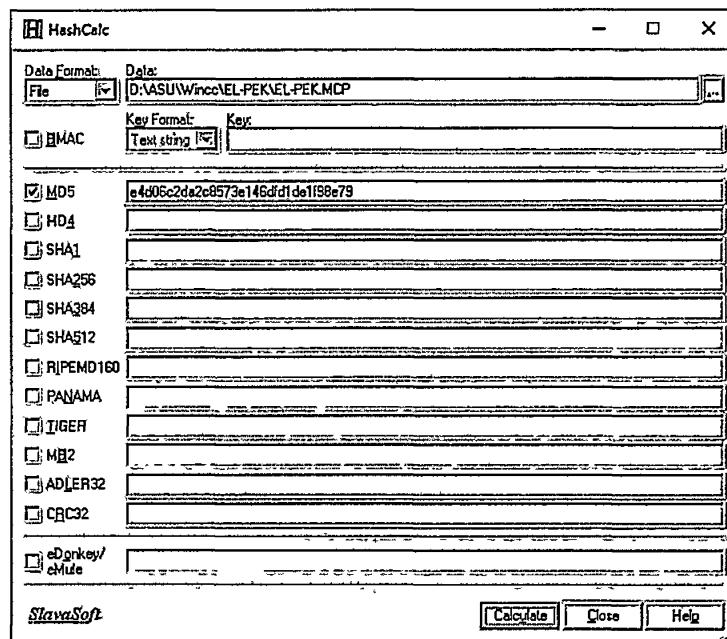 HashCalc
Data Format: Data:
File D:\ASU\Wincc\EL-PEK\EL-PEK.MCP ...
Key Format: Key:
HMAC Text string
MD5 e4d06c2da2c8573e146dfd1de1f98e79
MD4
SHA1
SHA256
SHA384
SHA512
RIPEMD160
PANAMA
TIGER
MD2
ADLER32
CRC32
eDonkey/
eMule
SlavaSoft Calculate Close Help